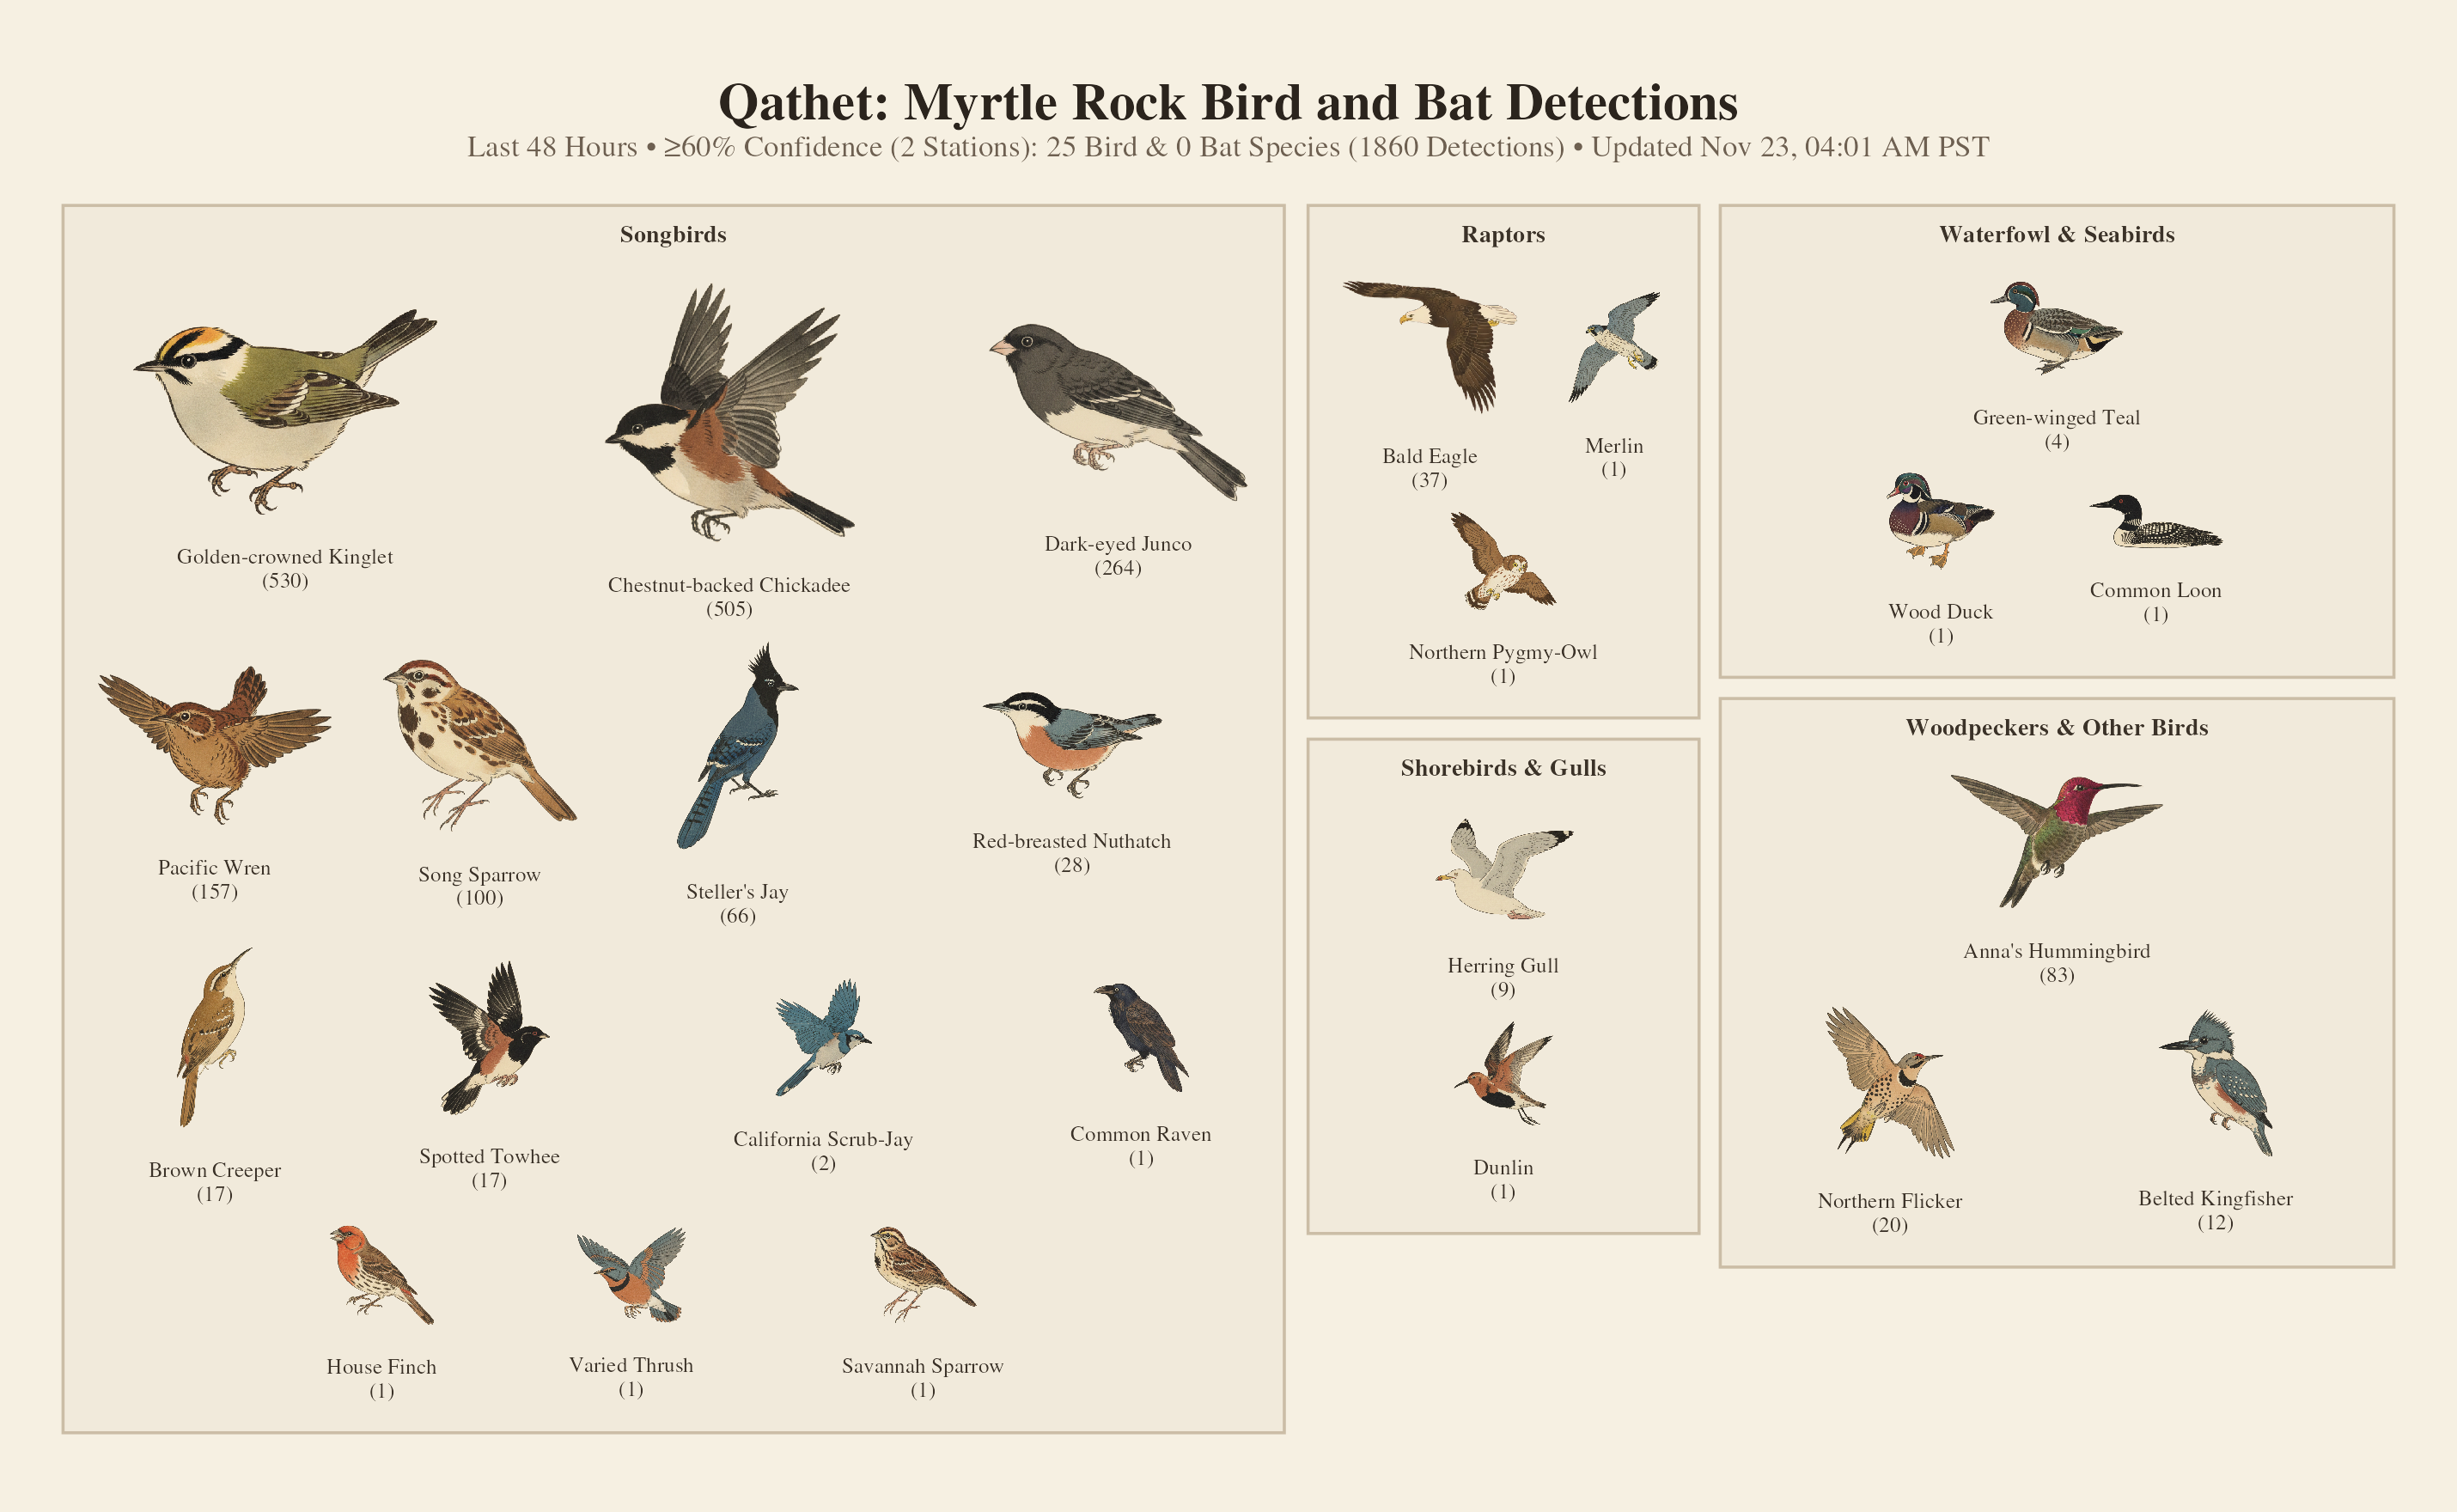 Qathet: Myrtle Rock Bird and Bat Detections
Last 48 Hours • ≥60% Confidence (2 Stations): 25 Bird & 0 Bat Species (1860 Detections) • Updated Nov 23, 04:01 AM PST
Songbirds
Golden-crowned Kinglet
(530)
Chestnut-backed Chickadee
(505)
Dark-eyed Junco
(264)
Pacific Wren
(157)
Song Sparrow
(100)
Steller's Jay
(66)
Red-breasted Nuthatch
(28)
Brown Creeper
(17)
Spotted Towhee
(17)
California Scrub-Jay
(2)
Common Raven
(1)
House Finch
(1)
Varied Thrush
(1)
Savannah Sparrow
(1)
Raptors
Bald Eagle
(37)
Merlin
(1)
Northern Pygmy-Owl
(1)
Shorebirds & Gulls
Herring Gull
(9)
Dunlin
(1)
Waterfowl & Seabirds
Green-winged Teal
(4)
Wood Duck
(1)
Common Loon
(1)
Woodpeckers & Other Birds
Anna's Hummingbird
(83)
Northern Flicker
(20)
Belted Kingfisher
(12)